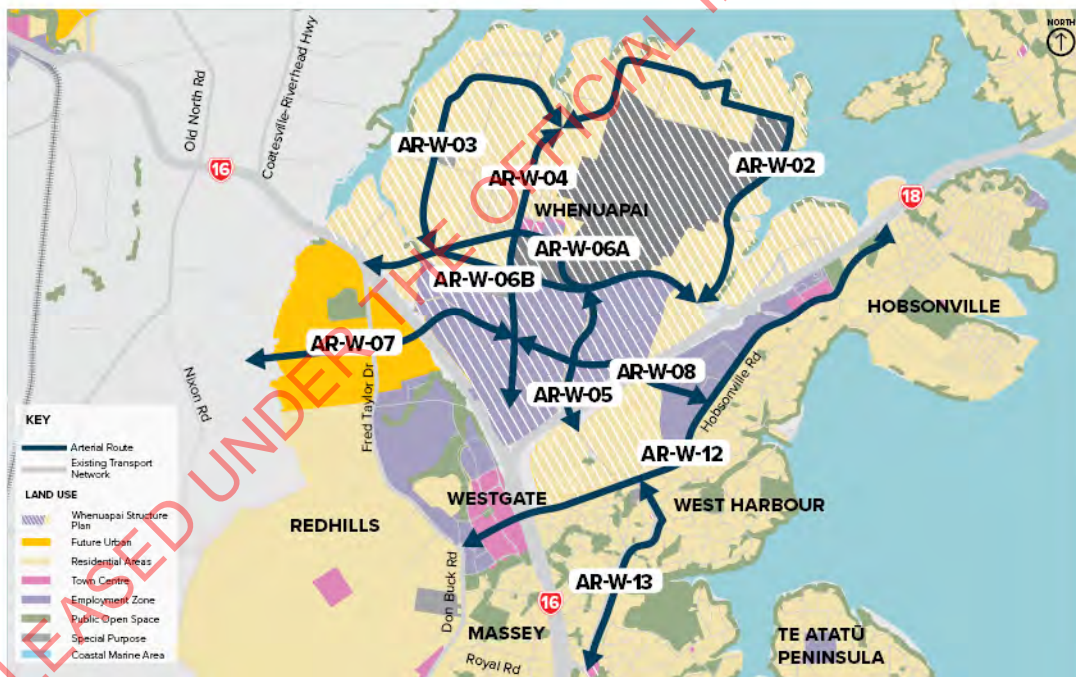 NORTH
Old North Rd
Coatesville-Riverhead Hwy
16
AR-W-03
AR-W-04
AR-W-02
WHENUAPAI
18
AR-W-06A
AR-W-06B
HOBSONVILLE
AR-W-07
AR-W-08
Nixon Rd
Fred Taylor Dr
AR-W-05
Hobsonville Rd
AR-W-12
WESTGATE
WEST HARBOUR
REDHILLS
AR-W-13
Don Buck Rd
16
MASSEY
TE ATATŪ
PENINSULA
Royal Rd
KEY
Arterial Route
Existing Transport
Network
LAND USE
Whenuapai Structure
Plan
Future Urban
Residential Areas
Town Centre
Employment Zone
Public Open Space
Special Purpose
Coastal Marine Area
LEASED UNDER THE OFFICIAL